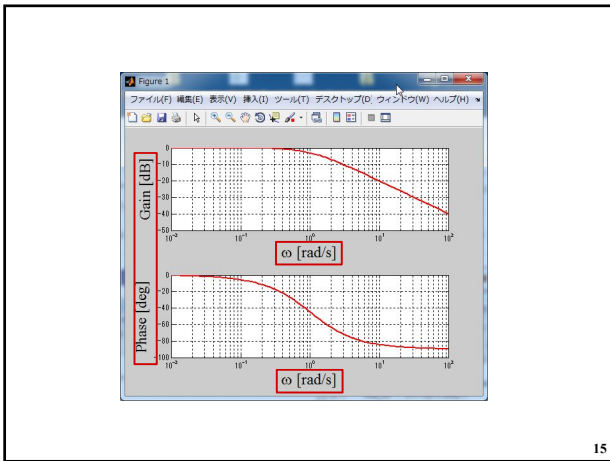 Figure 1
ファイル(F) 編集(E) 表示(V) 挿入(I) ツール(T) デスクトップ(D) ウィンドウ(W) ヘルプ(H)
Gain [dB]
0
-10
-20
-30
-40
-50
10⁻² 10⁻¹ 10⁰ 10¹ 10²
ω [rad/s]
Phase [deg]
0
-20
-40
-60
-80
-100
10⁻² 10⁻¹ 10⁰ 10¹ 10²
ω [rad/s]
15